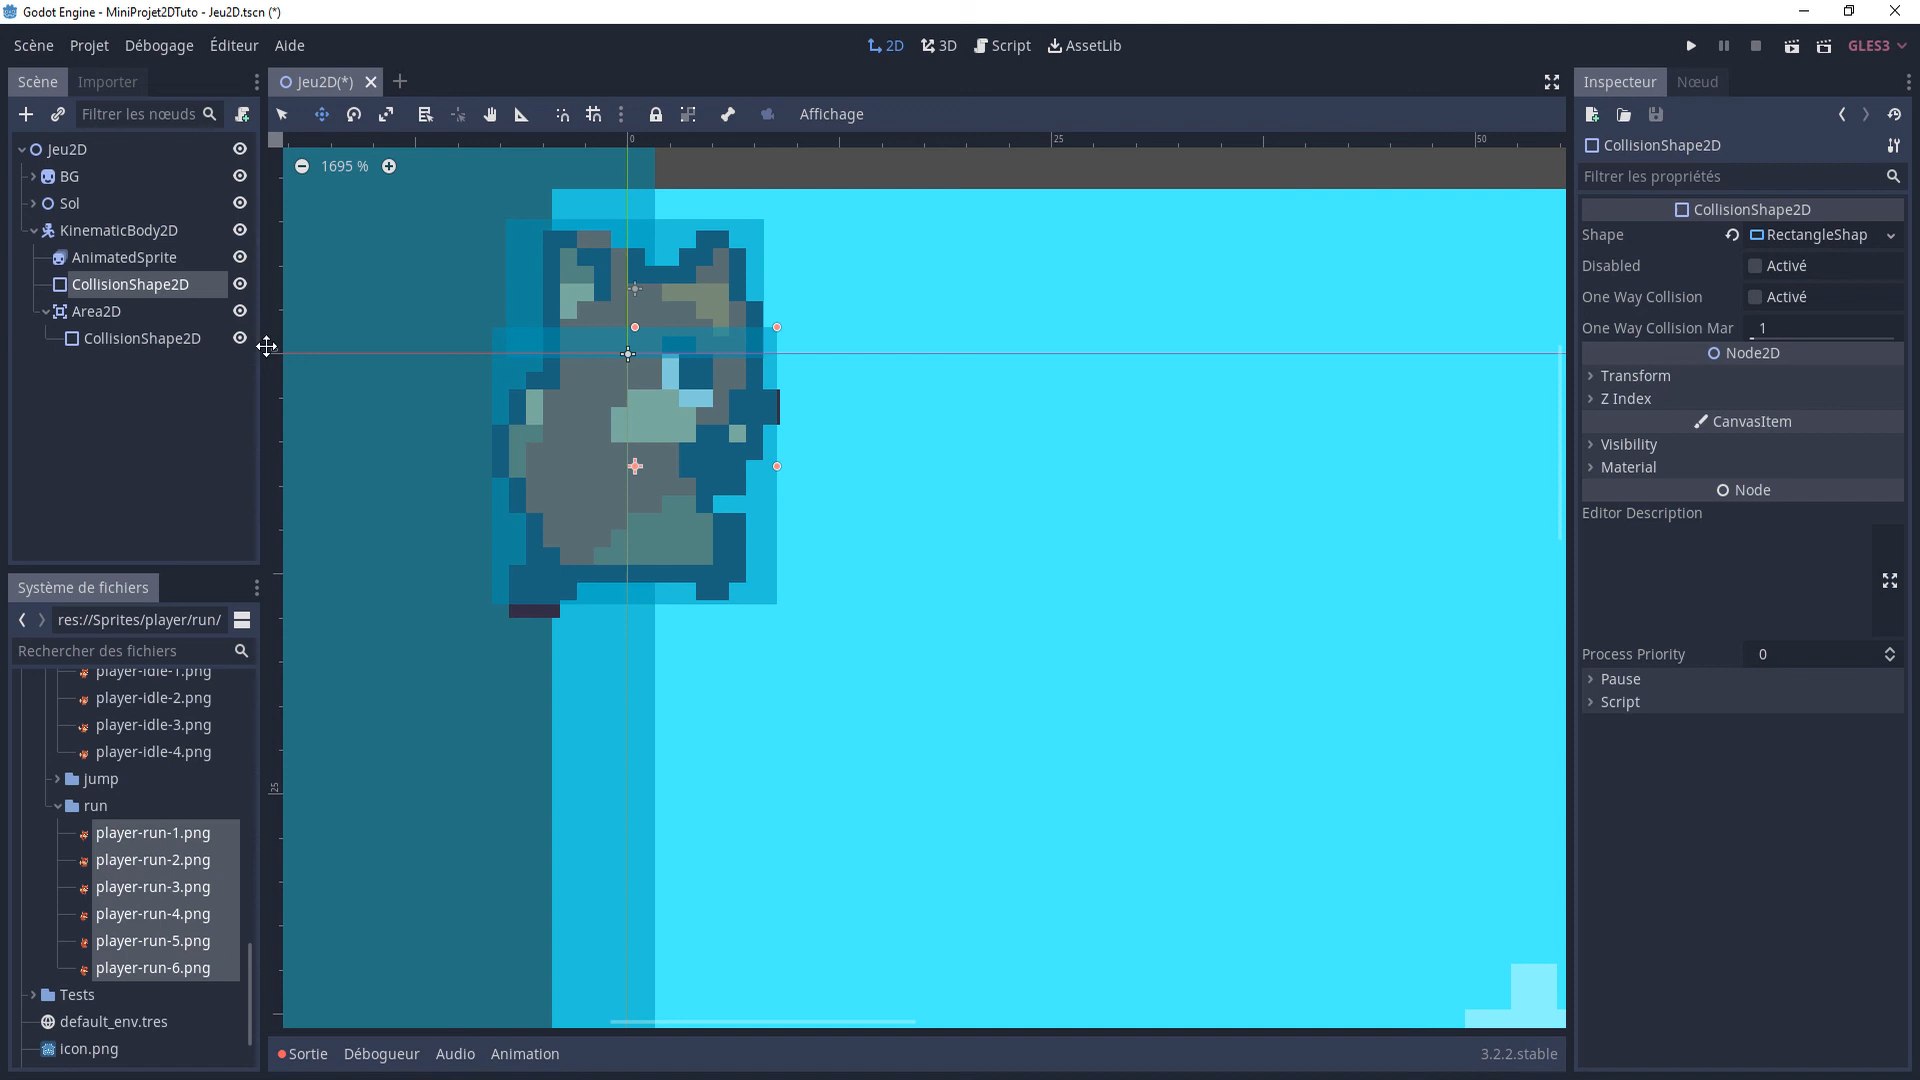 Godot Engine - MiniProjet2DTuto - Jeu2D.tscn (*)
Scène Projet Débogage Éditeur Aide
2D 3D Script AssetLib
GLES3
Scène Importer
Filtrer les nœuds
Jeu2D
BG
Sol
KinematicBody2D
AnimatedSprite
CollisionShape2D
Area2D
CollisionShape2D
Système de fichiers
res://Sprites/player/run/
Rechercher des fichiers
player-idle-1.png
player-idle-2.png
player-idle-3.png
player-idle-4.png
jump
run
player-run-1.png
player-run-2.png
player-run-3.png
player-run-4.png
player-run-5.png
player-run-6.png
Tests
default_env.tres
icon.png
Jeu2D(*)
Affichage
0 25 50
1695 %
25
Sortie Débogueur Audio Animation
3.2.2.stable
Inspecteur Nœud
CollisionShape2D
Filtrer les propriétés
CollisionShape2D
Shape RectangleShap
Disabled Activé
One Way Collision Activé
One Way Collision Mar 1
Node2D
Transform
Z Index
CanvasItem
Visibility
Material
Node
Editor Description
Process Priority 0
Pause
Script